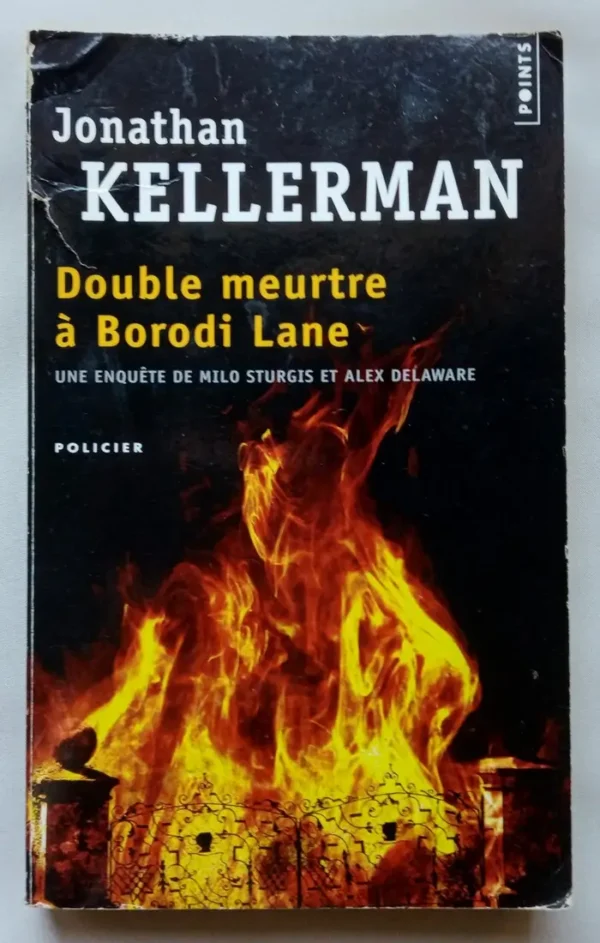 POINTS
Jonathan
KELLERMAN
Double meurtre
à Borodi Lane
UNE ENQUÊTE DE MILO STURGIS ET ALEX DELAWARE
POLICIER